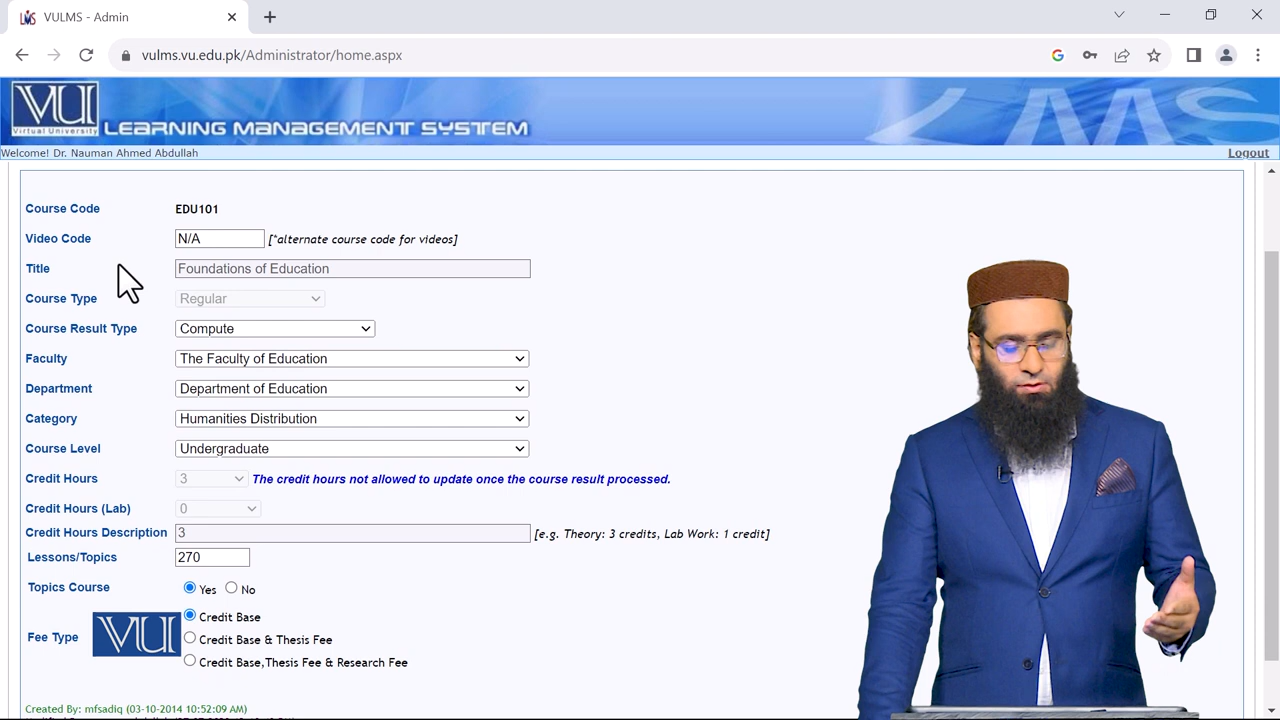 VULMS - Admin
vulms.vu.edu.pk/Administrator/home.aspx
VU
Virtual University
LEARNING MANAGEMENT SYSTEM
LMS
Welcome! Dr. Nauman Ahmed Abdullah Logout
Course Code EDU101
Video Code N/A [*alternate course code for videos]
Title Foundations of Education
Course Type Regular
Course Result Type Compute
Faculty The Faculty of Education
Department Department of Education
Category Humanities Distribution
Course Level Undergraduate
Credit Hours 3 The credit hours not allowed to update once the course result processed.
Credit Hours (Lab) 0
Credit Hours Description 3 [e.g. Theory: 3 credits, Lab Work: 1 credit]
Lessons/Topics 270
Topics Course Yes No
Fee Type VU Credit Base
Credit Base & Thesis Fee
Credit Base,Thesis Fee & Research Fee
Created By: mfsadiq (03-10-2014 10:52:09 AM)